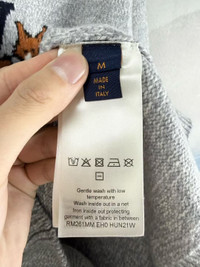 M
MADE
IN
ITALY
Gentle wash with low
temperature
Wash inside out in a net
Iron inside out protecting
garment with a fabric in between
RM261MM EH0 HUN21W